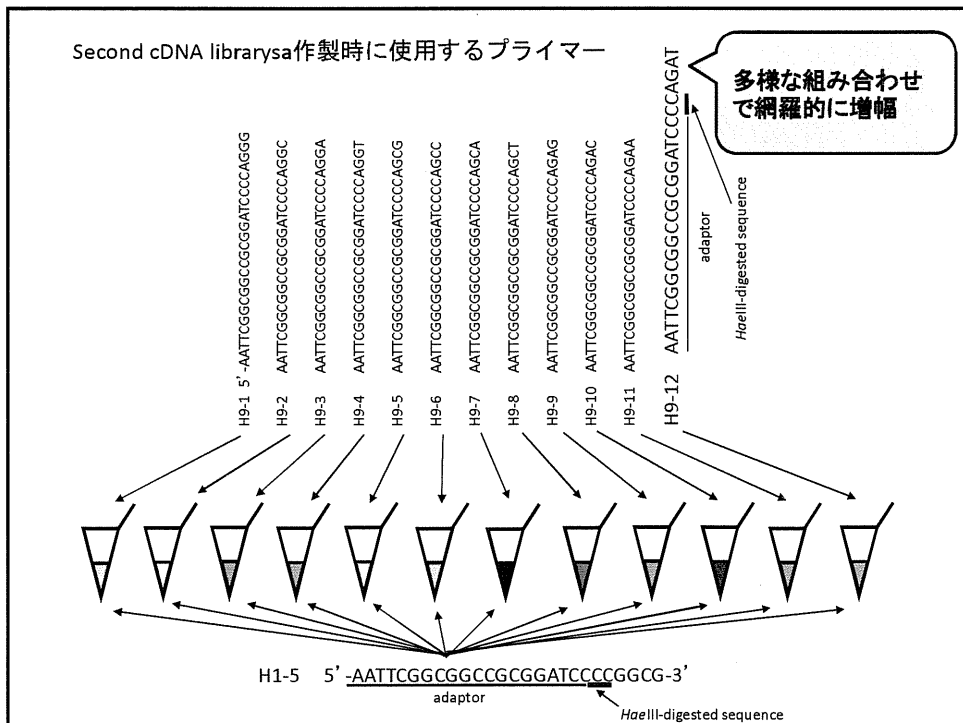 Second cDNA librarysa作製時に使用するプライマー
多様な組み合わせ
で網羅的に増幅
H9-1 5' -AATTCGGCGGCCGCGGATCCCCAGGG
H9-2 AATTCGGCGGCCGCGGATCCCCAGGC
H9-3 AATTCGGCGGCCGCGGATCCCCAGGA
H9-4 AATTCGGCGGCCGCGGATCCCCAGGT
H9-5 AATTCGGCGGCCGCGGATCCCCAGCG
H9-6 AATTCGGCGGCCGCGGATCCCCAGCC
H9-7 AATTCGGCGGCCGCGGATCCCCAGCA
H9-8 AATTCGGCGGCCGCGGATCCCCAGCT
H9-9 AATTCGGCGGCCGCGGATCCCCAGAG
H9-10 AATTCGGCGGCCGCGGATCCCCAGAC
H9-11 AATTCGGCGGCCGCGGATCCCCAGAA
H9-12 AATTCGGCGGCCGCGGATCCCCAGAT
adaptor
HaeIII-digested sequence
H1-5 5' -AATTCGGCGGCCGCGGATCCCCGGCG-3'
adaptor
HaeIII-digested sequence